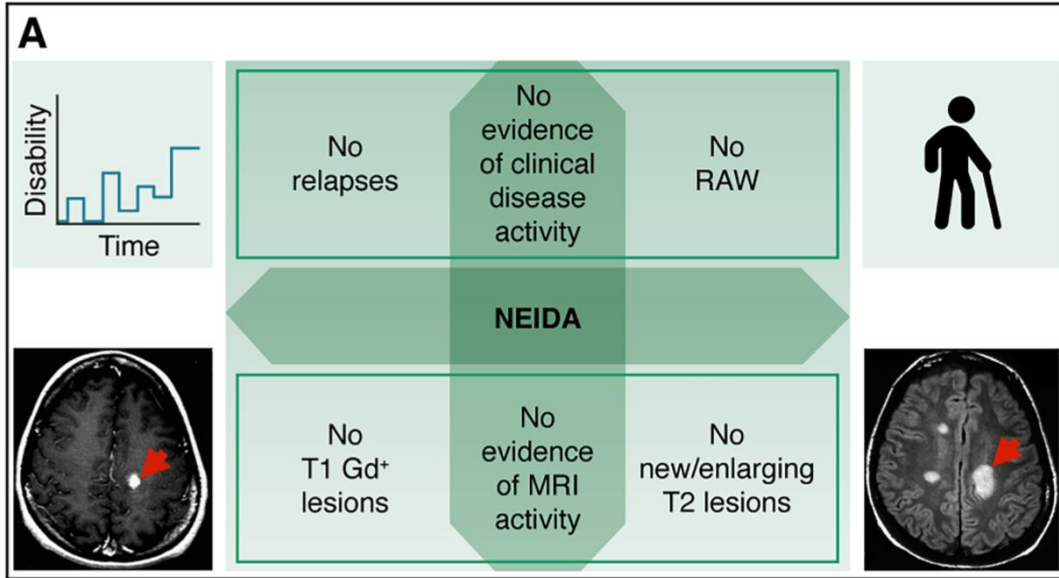 A
Disability
Time
No
relapses
No
evidence
of clinical
disease
activity
No
RAW
NEIDA
No
T1 Gd⁺
lesions
No
evidence
of MRI
activity
No
new/enlarging
T2 lesions